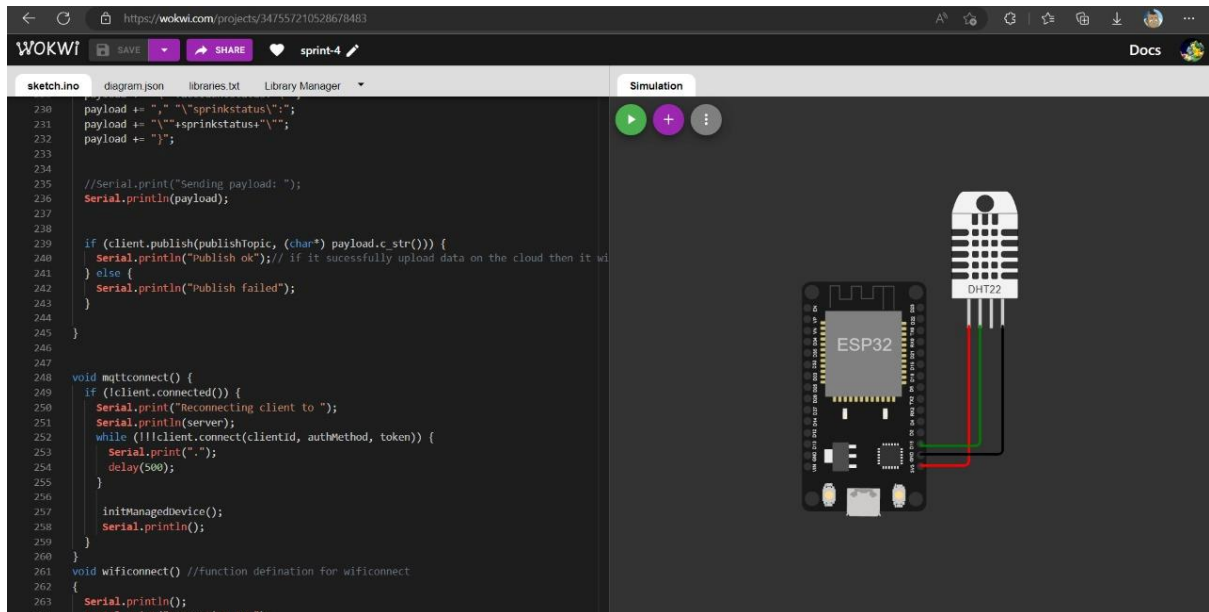 https://wokwi.com/projects/347557210528678483
WOKWI SAVE SHARE sprint-4 Docs
sketch.ino diagram.json libraries.txt Library Manager Simulation
230 payload += "," "\"sprinkstatus\":";
231 payload += "\""+sprinkstatus+"\"";
232 payload += "}";
233
234
235 //Serial.print("Sending payload: ");
236 Serial.println(payload);
237
238
239 if (client.publish(publishTopic, (char*) payload.c_str())) {
240 Serial.println("Publish ok");// if it sucessfully upload data on the cloud then it wi
241 } else {
242 Serial.println("Publish failed");
243 }
244
245 }
246
247
248 void mqttconnect() {
249 if (!client.connected()) {
250 Serial.print("Reconnecting client to ");
251 Serial.println(server);
252 while (!!!client.connect(clientId, authMethod, token)) {
253 Serial.print(".");
254 delay(500);
255 }
256
257 initManagedDevice();
258 Serial.println();
259 }
260 }
261 void wificonnect() //function defination for wificonnect
262 {
263 Serial.println();
DHT22
ESP32